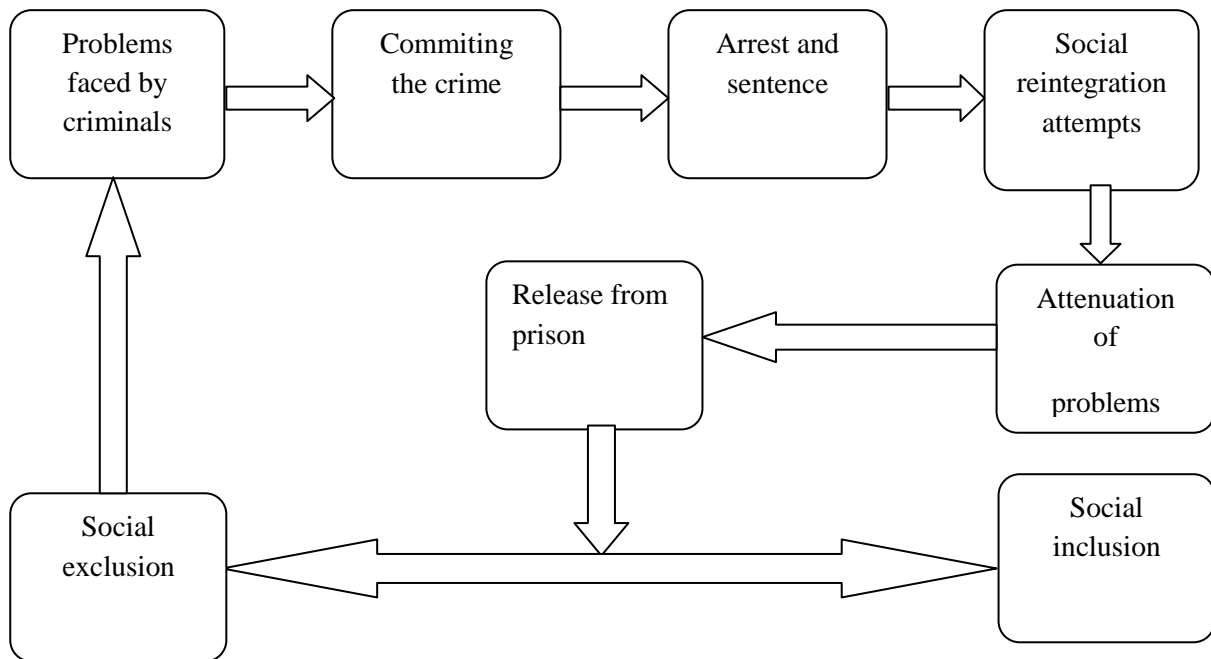 Problems
faced by
criminals
Commiting
the crime
Arrest and
sentence
Social
reintegration
attempts
Release from
prison
Attenuation
of
problems
Social
exclusion
Social
inclusion